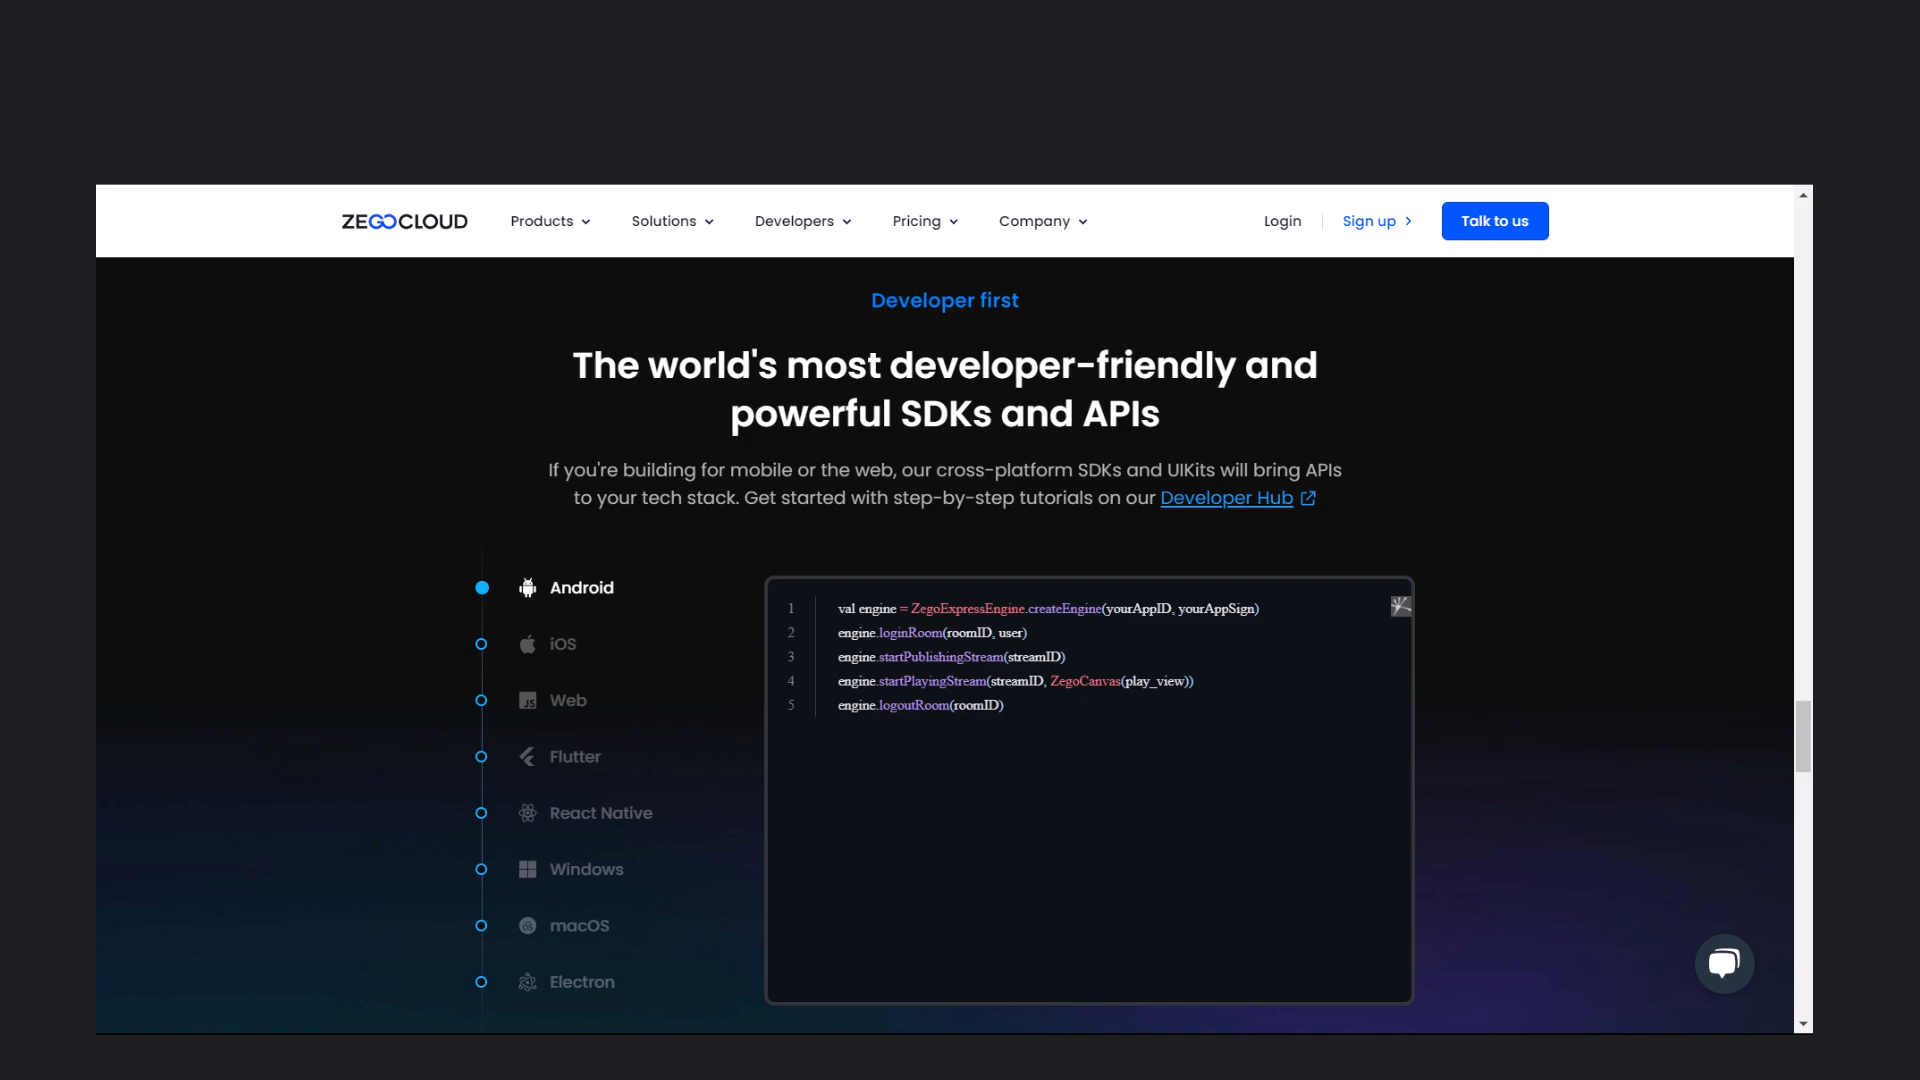 ZEGOCLOUD Products Solutions Developers Pricing Company Login Sign up Talk to us
Developer first
The world's most developer-friendly and
powerful SDKs and APIs
If you're building for mobile or the web, our cross-platform SDKs and UIKits will bring APIs
to your tech stack. Get started with step-by-step tutorials on our Developer Hub
Android
iOS
JS Web
Flutter
React Native
Windows
macOS
Electron
1 val engine = ZegoExpressEngine.createEngine(yourAppID, yourAppSign)
2 engine.loginRoom(roomID, user)
3 engine.startPublishingStream(streamID)
4 engine.startPlayingStream(streamID, ZegoCanvas(play_view))
5 engine.logoutRoom(roomID)